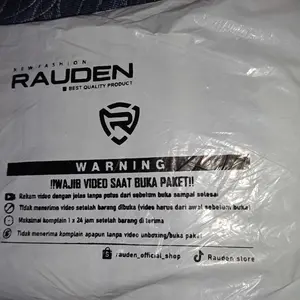 NEW FASHION
RAUDEN
BEST QUALITY PRODUCT
WARNING
!!WAJIB VIDEO SAAT BUKA PAKET!!
Rekam video dengan jelas tanpa putus dari sebelum buka sampai selesai
Tidak menerima video setelah dibuka (video harus dari awal sebelum buka)
Maksimal komplain 1 x 24 jam setelah barang di terima
Tidak menerima komplain apapun tanpa video unboxing/buka paket
rauden_official_shop
Rauden store